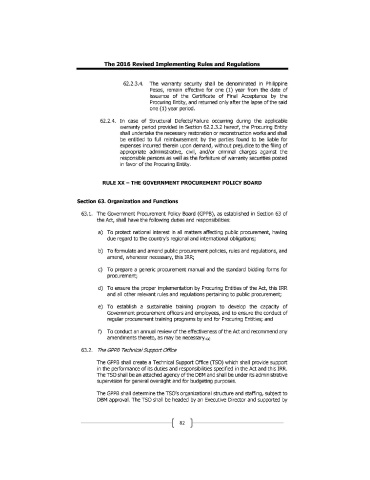 The 2016 Revised Implementing Rules and Regulations
62.2.3.4. The warranty security shall be denominated in Philippine
Pesos, remain effective for one (1) year from the date of
issuance of the Certificate of Final Acceptance by the
Procuring Entity, and returned only after the lapse of the said
one (1) year period.
62.2.4. In case of Structural Defects/Failure occurring during the applicable
warranty period provided in Section 62.2.3.2 hereof, the Procuring Entity
shall undertake the necessary restoration or reconstruction works and shall
be entitled to full reimbursement by the parties found to be liable for
expenses incurred therein upon demand, without prejudice to the filing of
appropriate administrative, civil, and/or criminal charges against the
responsible persons as well as the forfeiture of warranty securities posted
in favor of the Procuring Entity.
RULE XX – THE GOVERNMENT PROCUREMENT POLICY BOARD
Section 63. Organization and Functions
63.1. The Government Procurement Policy Board (GPPB), as established in Section 63 of
the Act, shall have the following duties and responsibilities:
a) To protect national interest in all matters affecting public procurement, having
due regard to the country's regional and international obligations;
b) To formulate and amend public procurement policies, rules and regulations, and
amend, whenever necessary, this IRR;
c) To prepare a generic procurement manual and the standard bidding forms for
procurement;
d) To ensure the proper implementation by Procuring Entities of the Act, this IRR
and all other relevant rules and regulations pertaining to public procurement;
e) To establish a sustainable training program to develop the capacity of
Government procurement officers and employees, and to ensure the conduct of
regular procurement training programs by and for Procuring Entities; and
f) To conduct an annual review of the effectiveness of the Act and recommend any
amendments thereto, as may be necessary.
63.2. The GPPB Technical Support Office
The GPPB shall create a Technical Support Office (TSO) which shall provide support
in the performance of its duties and responsibilities specified in the Act and this IRR.
The TSO shall be an attached agency of the DBM and shall be under its administrative
supervision for general oversight and for budgeting purposes.
The GPPB shall determine the TSO's organizational structure and staffing, subject to
DBM approval. The TSO shall be headed by an Executive Director and supported by
82